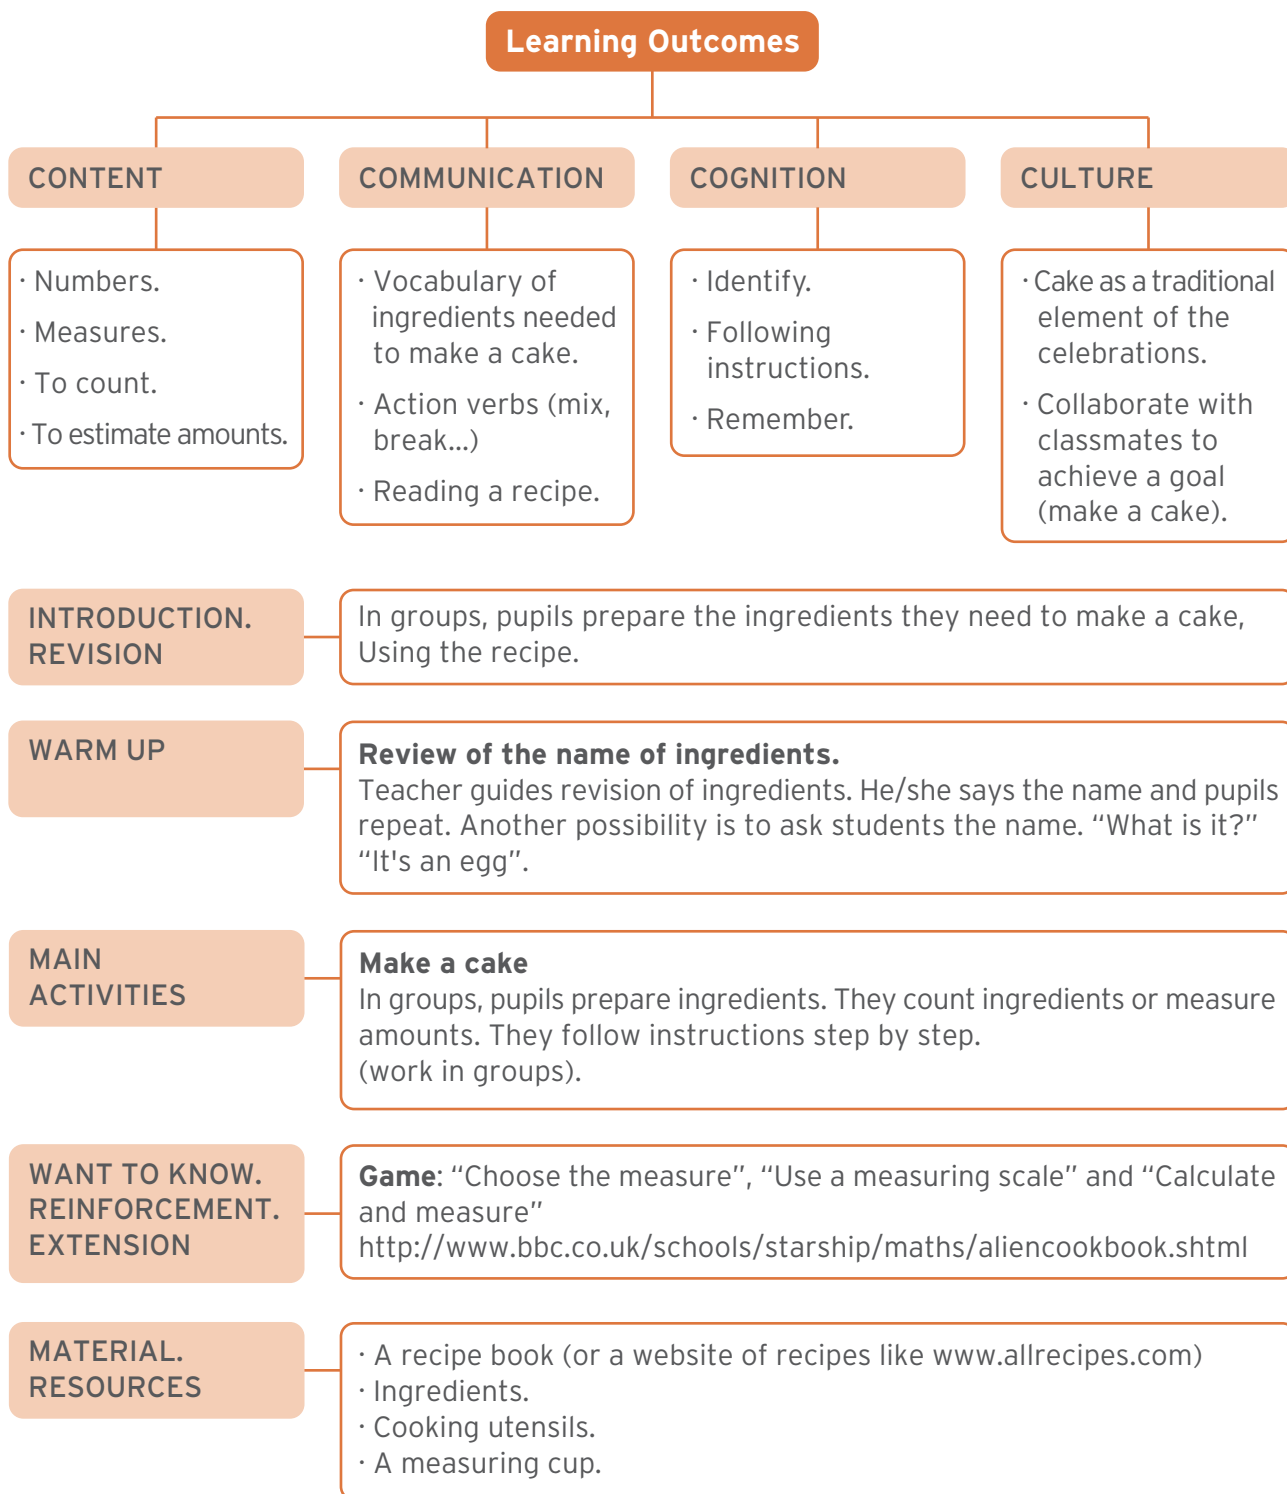 Learning Outcomes
CONTENT
· Numbers.
· Measures.
· To count.
· To estimate amounts.
COMMUNICATION
· Vocabulary of
ingredients needed
to make a cake.
· Action verbs (mix,
break...)
· Reading a recipe.
COGNITION
· Identify.
· Following
instructions.
· Remember.
CULTURE
· Cake as a traditional
element of the
celebrations.
· Collaborate with
classmates to
achieve a goal
(make a cake).
INTRODUCTION.
REVISION
In groups, pupils prepare the ingredients they need to make a cake,
Using the recipe.
WARM UP
Review of the name of ingredients.
Teacher guides revision of ingredients. He/she says the name and pupils
repeat. Another possibility is to ask students the name. “What is it?”
“It's an egg”.
MAIN
ACTIVITIES
Make a cake
In groups, pupils prepare ingredients. They count ingredients or measure
amounts. They follow instructions step by step.
(work in groups).
WANT TO KNOW.
REINFORCEMENT.
EXTENSION
Game: “Choose the measure”, “Use a measuring scale” and “Calculate
and measure”
http://www.bbc.co.uk/schools/starship/maths/aliencookbook.shtml
MATERIAL.
RESOURCES
· A recipe book (or a website of recipes like www.allrecipes.com)
· Ingredients.
· Cooking utensils.
· A measuring cup.